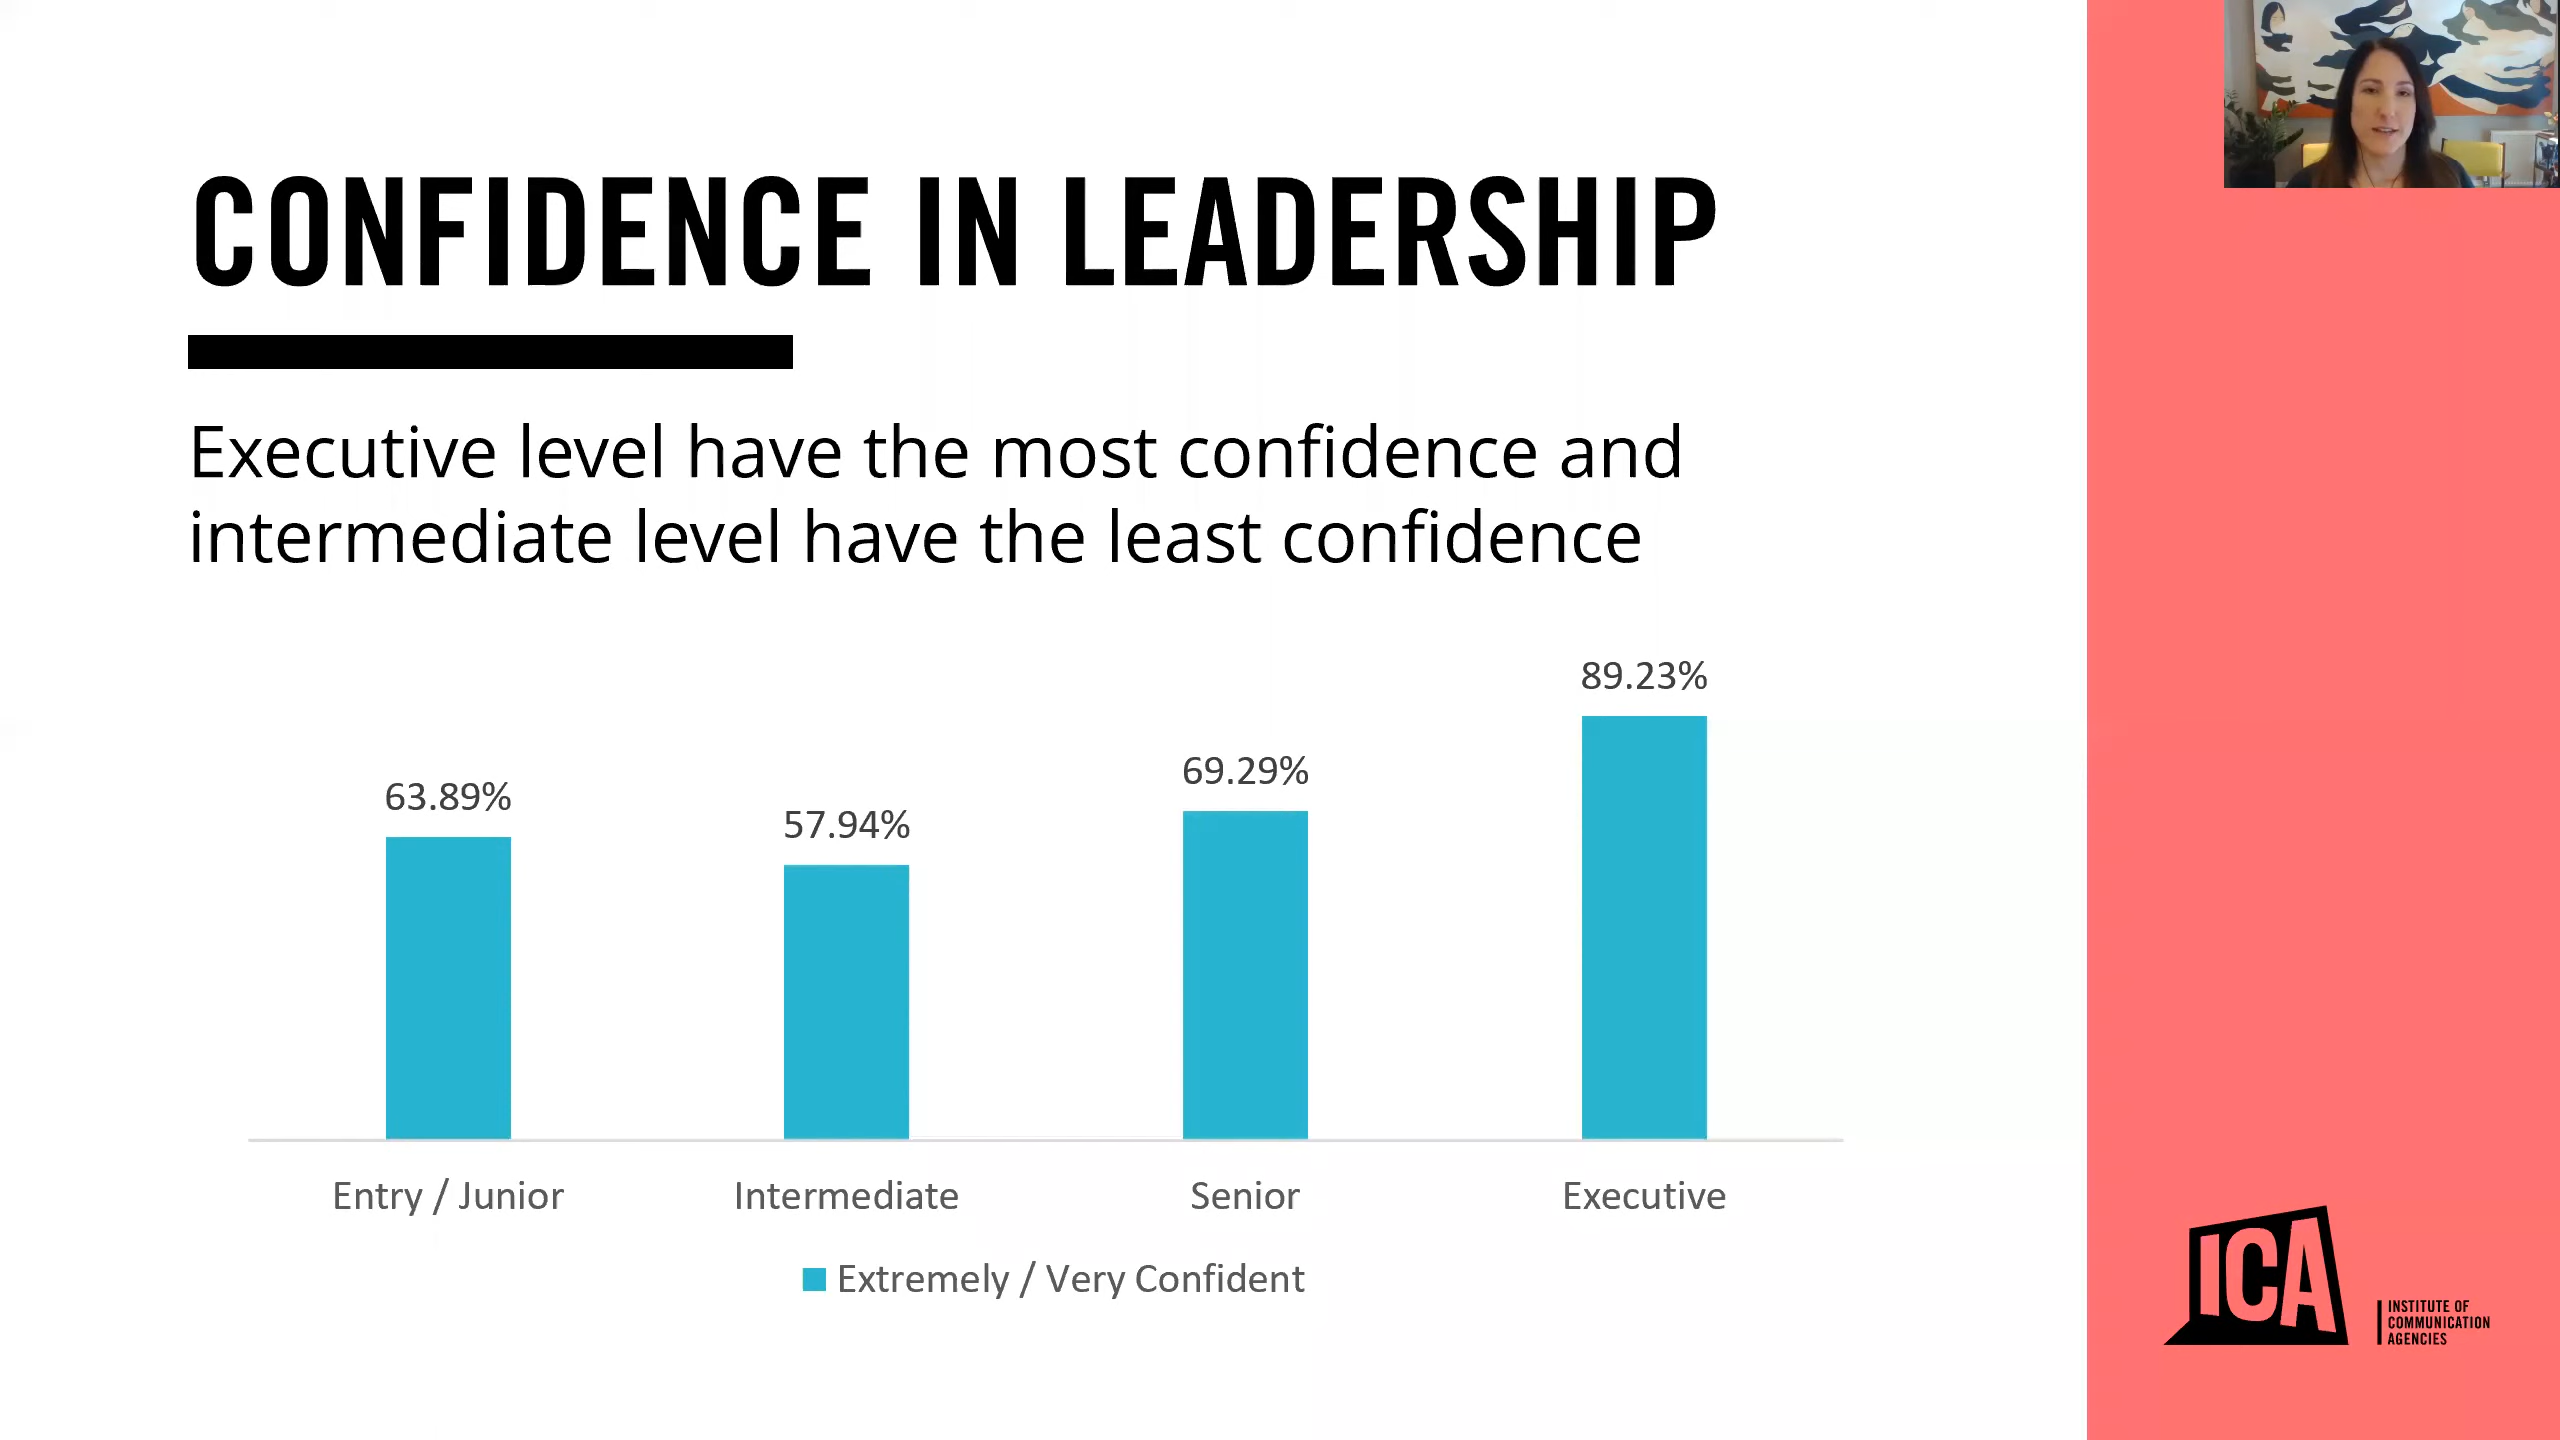 CONFIDENCE IN LEADERSHIP
Executive level have the most confidence and
intermediate level have the least confidence
63.89%
57.94%
69.29%
89.23%
Entry / Junior
Intermediate
Senior
Executive
Extremely / Very Confident
ICA
INSTITUTE OF
COMMUNICATION
AGENCIES